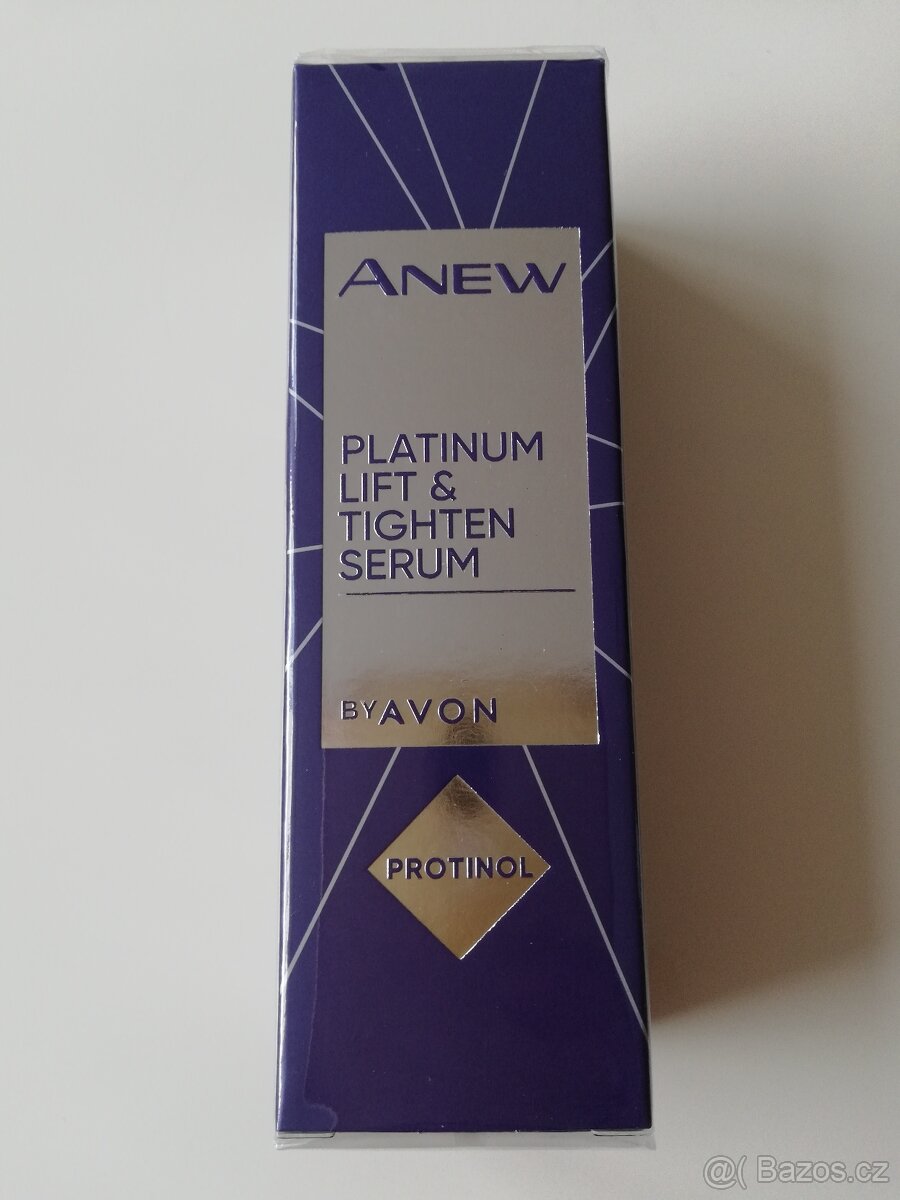 ANEW
PLATINUM
LIFT &
TIGHTEN
SERUM
BY AVON
PROTINOL
@( Bazos.cz